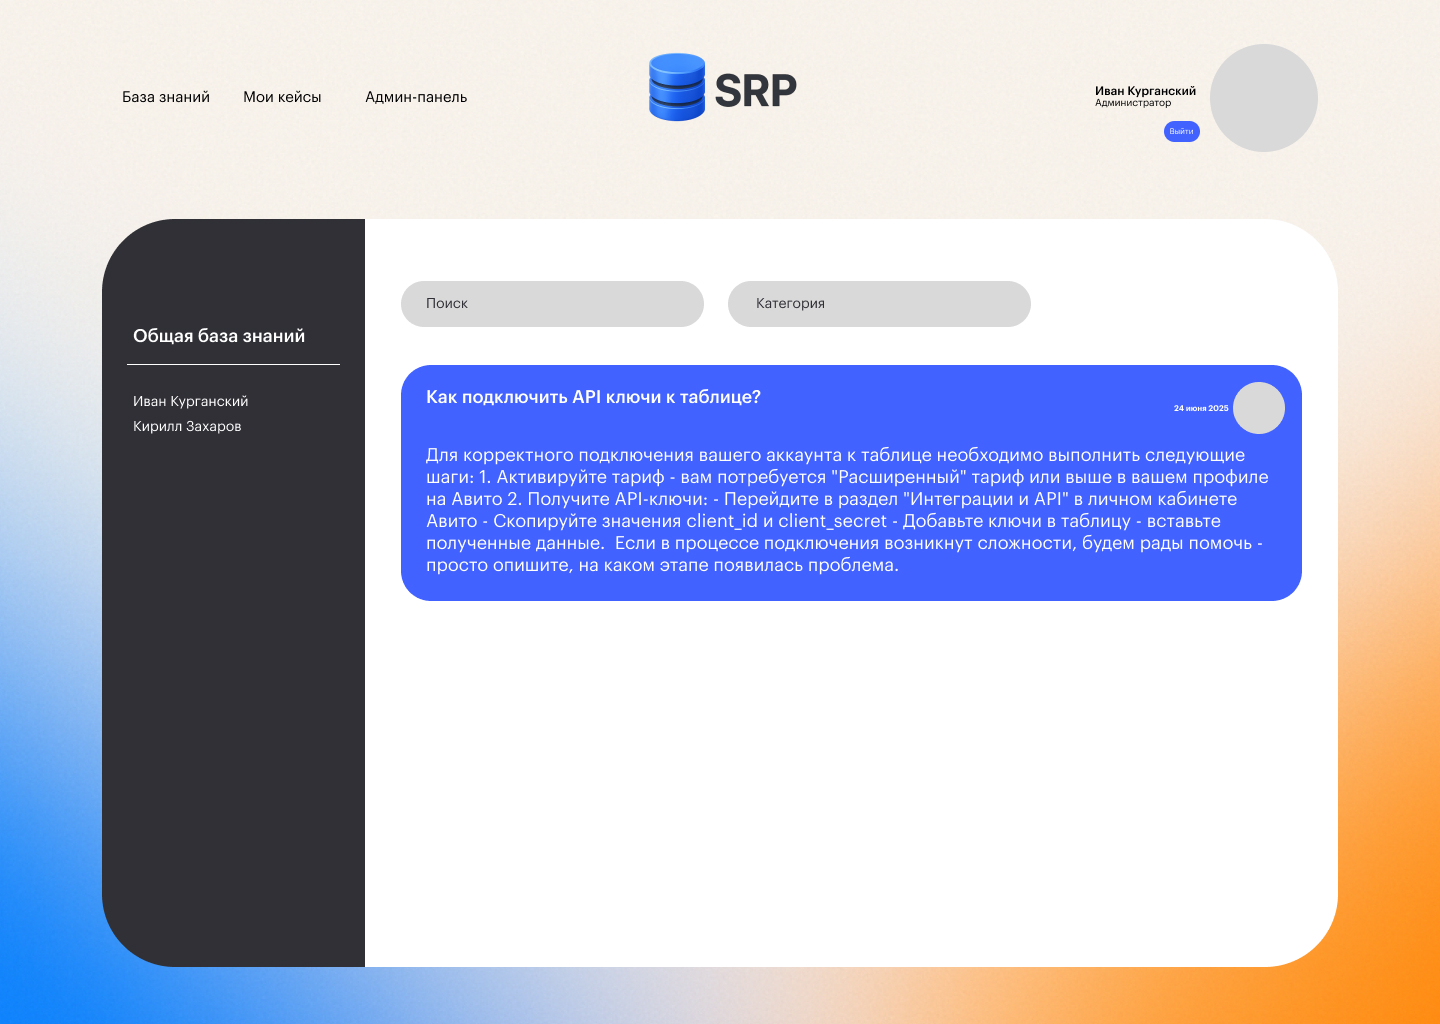 База знаний
Мои кейсы
Админ-панель
SRP
Иван Курганский
Администратор
Выйти
Общая база знаний
Иван Курганский
Кирилл Захаров
Поиск
Категория
Как подключить API ключи к таблице?
24 июня 2025
Для корректного подключения вашего аккаунта к таблице необходимо выполнить следующие
шаги: 1. Активируйте тариф - вам потребуется "Расширенный" тариф или выше в вашем профиле
на Авито 2. Получите API-ключи: - Перейдите в раздел "Интеграции и API" в личном кабинете
Авито - Скопируйте значения client_id и client_secret - Добавьте ключи в таблицу - вставьте
полученные данные.  Если в процессе подключения возникнут сложности, будем рады помочь -
просто опишите, на каком этапе появилась проблема.